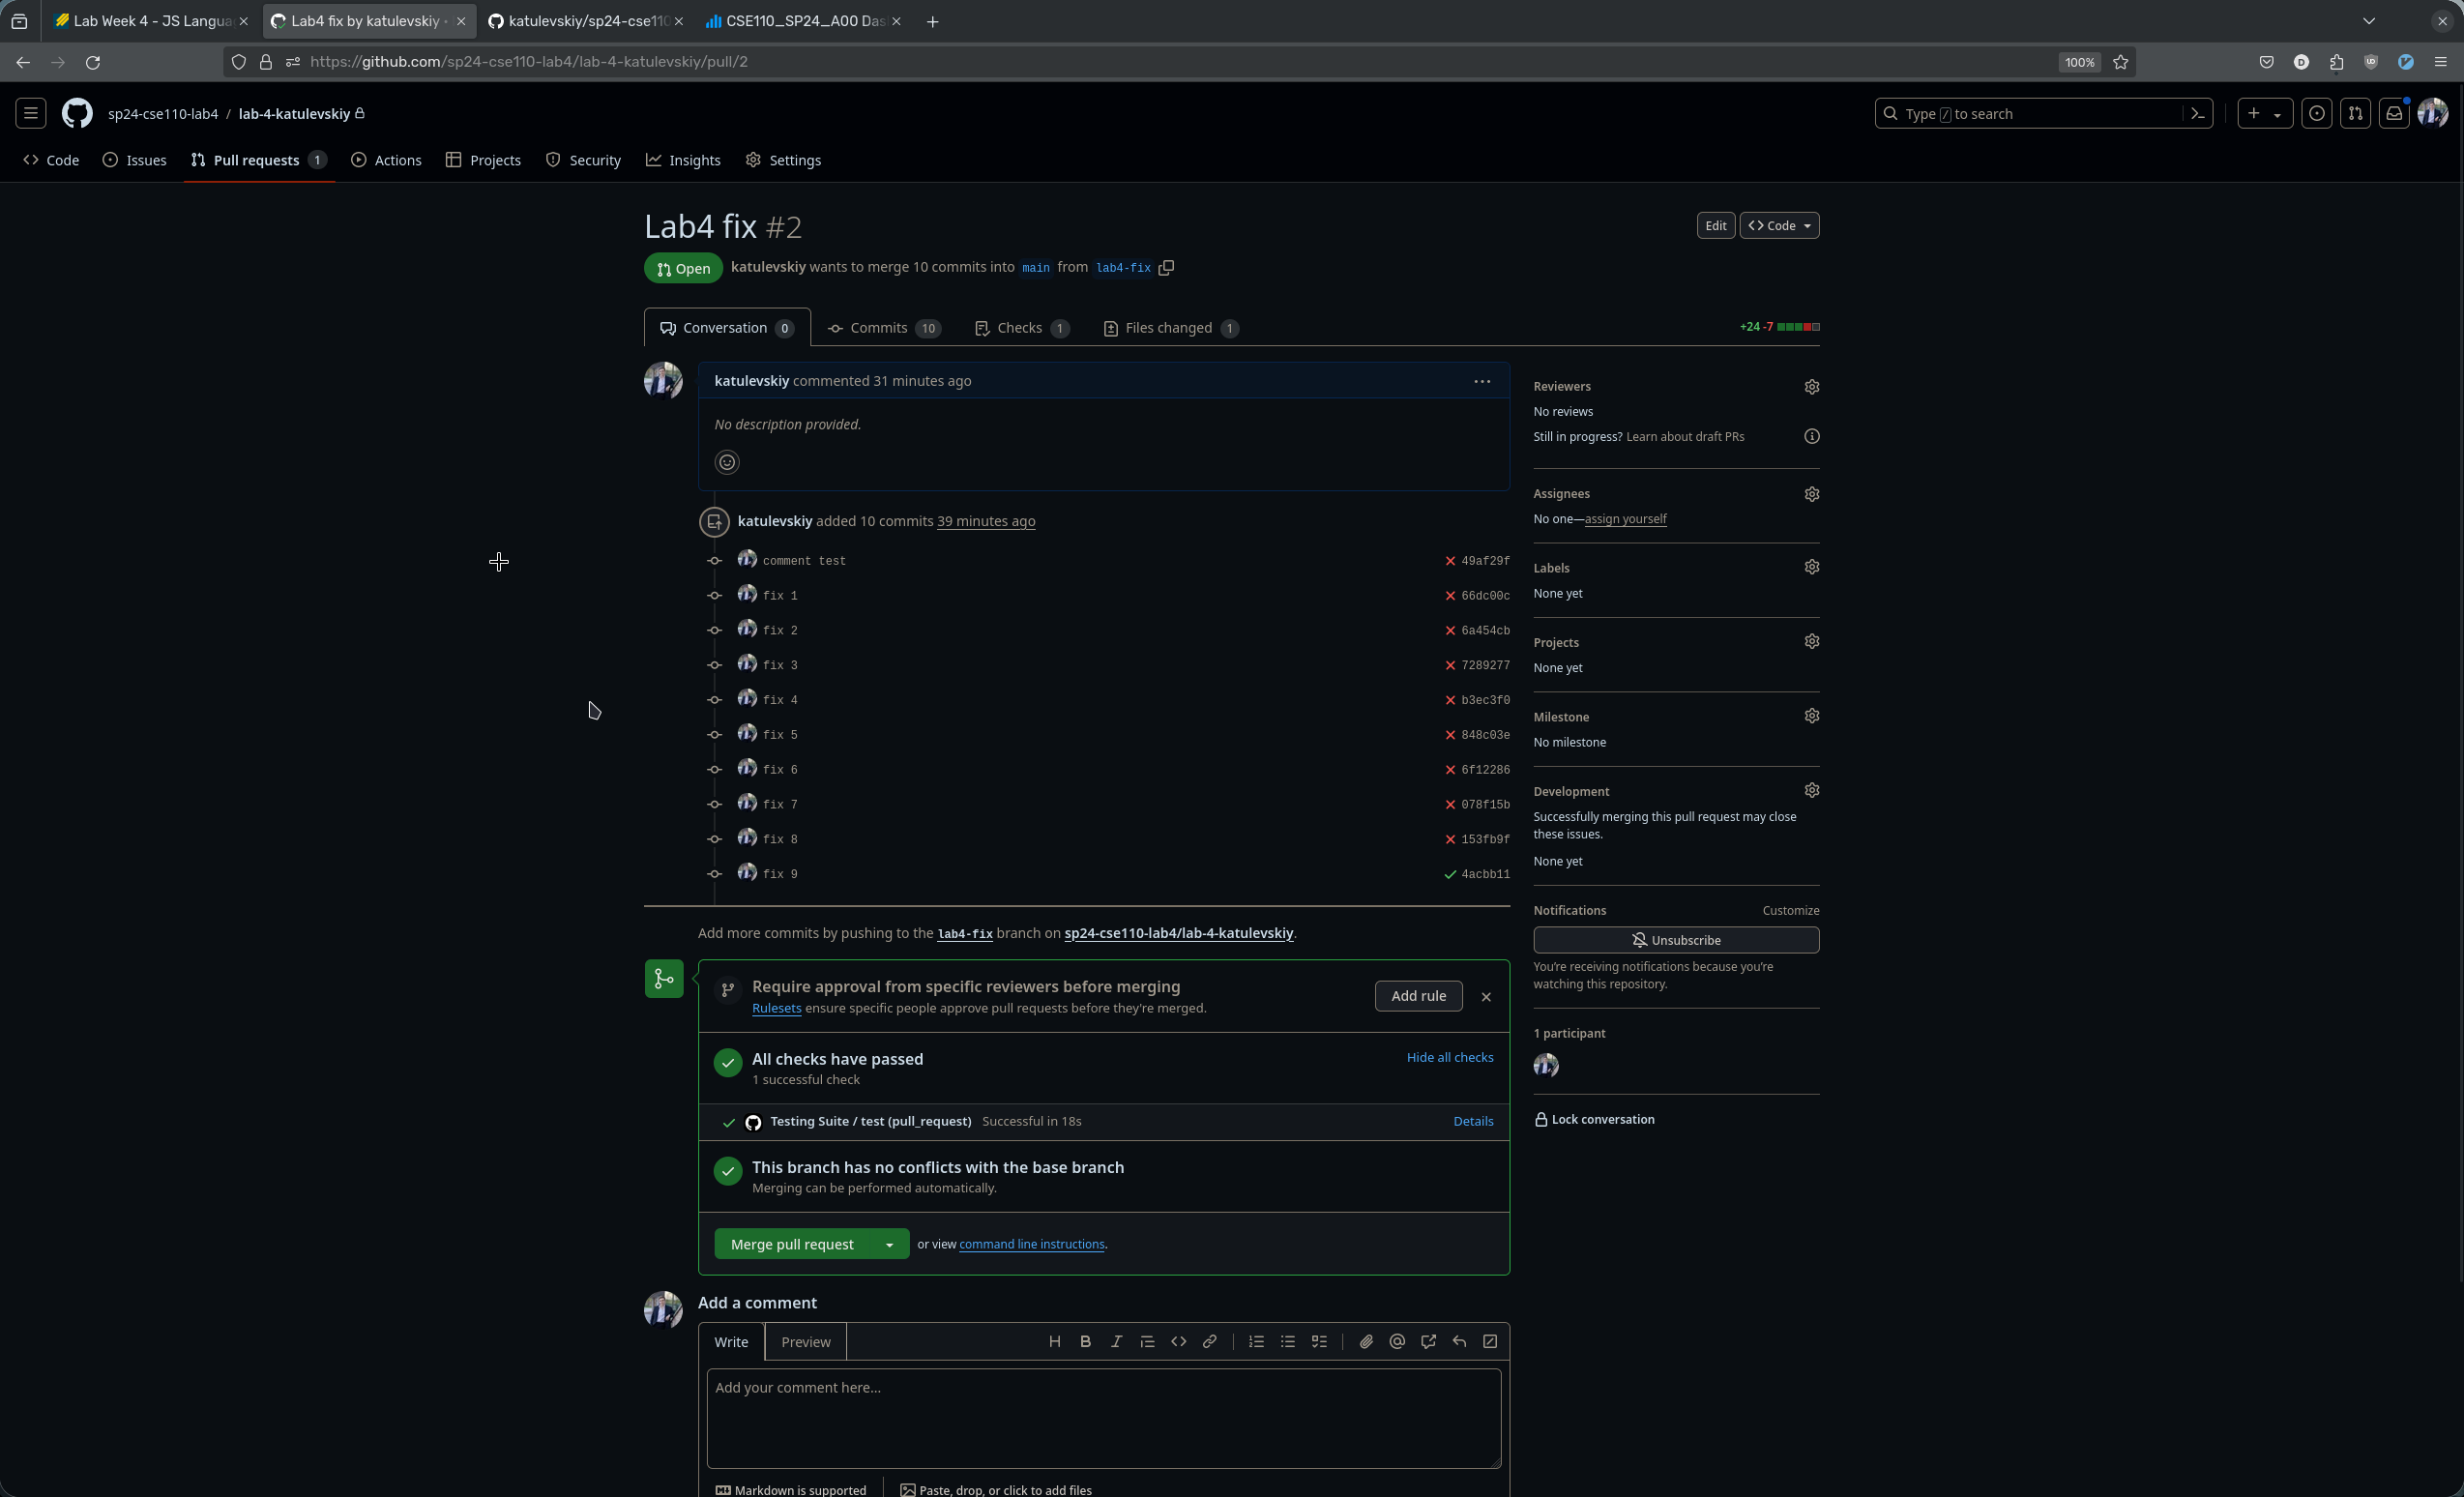 Lab Week 4 - JS Langua
Lab4 fix by katulevskiy ·
katulevskiy/sp24-cse110
CSE110_SP24_A00 Das
https://github.com/sp24-cse110-lab4/lab-4-katulevskiy/pull/2
100%
sp24-cse110-lab4 / lab-4-katulevskiy
Type / to search
Code
Issues
Pull requests 1
Actions
Projects
Security
Insights
Settings
Lab4 fix #2
Edit
Code
Open
katulevskiy wants to merge 10 commits into main from lab4-fix
Conversation 0
Commits 10
Checks 1
Files changed 1
+24 -7
katulevskiy commented 31 minutes ago
No description provided.
katulevskiy added 10 commits 39 minutes ago
comment test 49af29f
fix 1 66dc00c
fix 2 6a454cb
fix 3 7289277
fix 4 b3ec3f0
fix 5 848c03e
fix 6 6f12286
fix 7 078f15b
fix 8 153fb9f
fix 9 4acbb11
Add more commits by pushing to the lab4-fix branch on sp24-cse110-lab4/lab-4-katulevskiy.
Require approval from specific reviewers before merging
Rulesets ensure specific people approve pull requests before they're merged.
Add rule
All checks have passed
Hide all checks
1 successful check
Testing Suite / test (pull_request) Successful in 18s
Details
This branch has no conflicts with the base branch
Merging can be performed automatically.
Merge pull request
or view command line instructions.
Add a comment
Write
Preview
Add your comment here...
Markdown is supported
Paste, drop, or click to add files
Reviewers
No reviews
Still in progress? Learn about draft PRs
Assignees
No one—assign yourself
Labels
None yet
Projects
None yet
Milestone
No milestone
Development
Successfully merging this pull request may close
these issues.
None yet
Notifications
Customize
Unsubscribe
You're receiving notifications because you're
watching this repository.
1 participant
Lock conversation